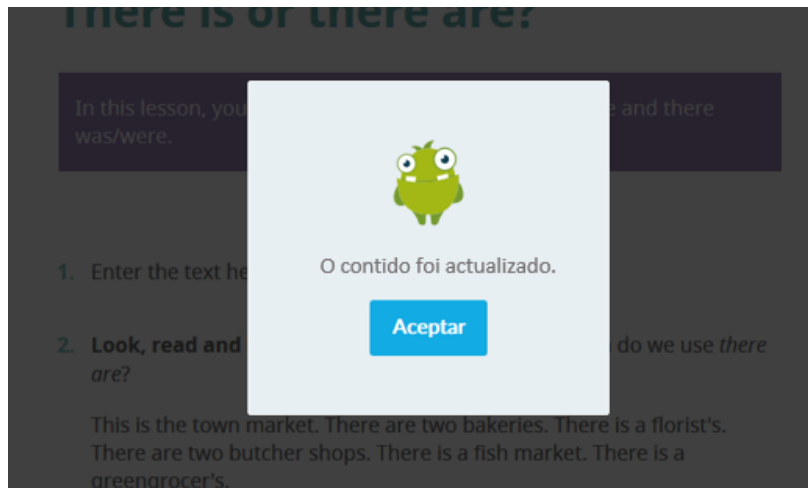 There is or there are?
In this lesson, you e and there
was/were.
O contido foi actualizado.
1. Enter the text he
Aceptar
2. Look, read and do we use there
are?
This is the town market. There are two bakeries. There is a florist's.
There are two butcher shops. There is a fish market. There is a
greengrocer's.